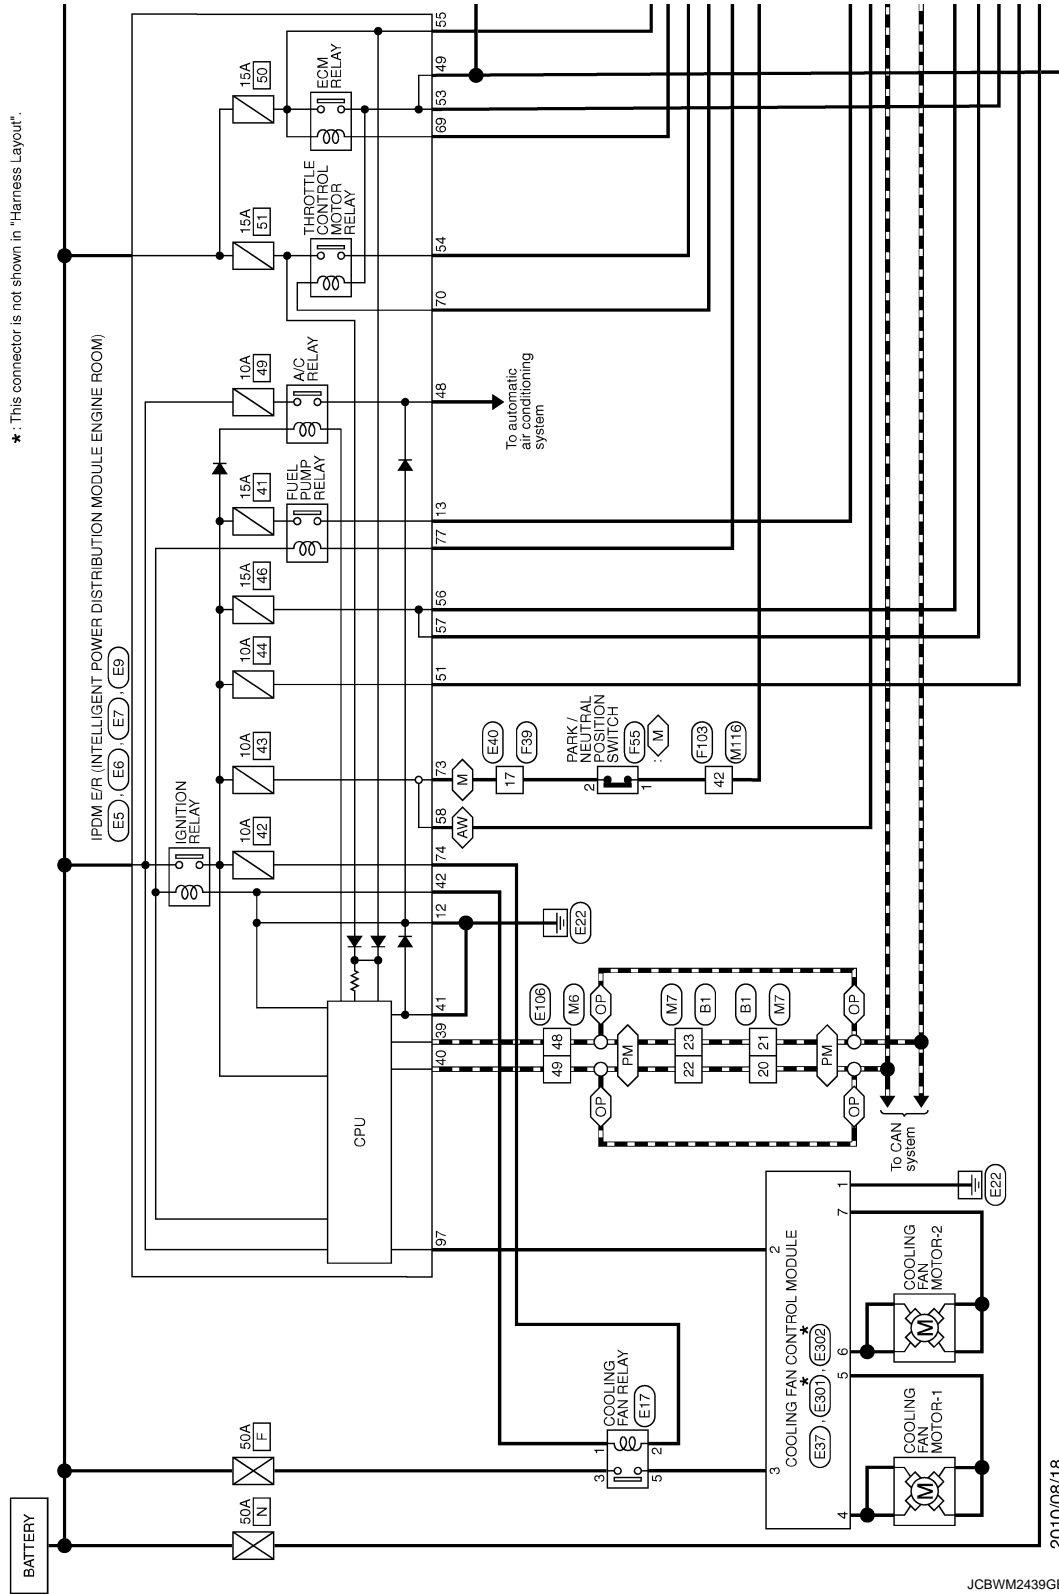 * : This connector is not shown in "Harness Layout".
BATTERY
50A
N
50A
F
IPDM E/R (INTELLIGENT POWER DISTRIBUTION MODULE ENGINE ROOM)
E5 , E6 , E7 , E9
IGNITION
RELAY
10A
42
10A
43
10A
44
15A
46
15A
41
FUEL
PUMP
RELAY
10A
49
A/C
RELAY
15A
51
THROTTLE
CONTROL
MOTOR
RELAY
15A
50
ECM
RELAY
CPU
97
40
39
41
12
42
74
58
73
51
57
56
77
13
48
70
54
69
53
49
55
To automatic
air conditioning
system
AW
M
17
E40
F39
PARK /
NEUTRAL
POSITION
SWITCH
F55
: M
2
1
42
F103
M116
E22
49
48
E106
M6
OP
OP
PM
22
23
M7
B1
20
21
B1
M7
PM
OP
OP
To CAN
system
COOLING
FAN RELAY
E17
1
2
3
5
COOLING FAN CONTROL MODULE
E37 , E301 * , E302 *
3
2
4
5
6
7
1
E22
COOLING
FAN
MOTOR-1
M
COOLING
FAN
MOTOR-2
M
2010/08/18